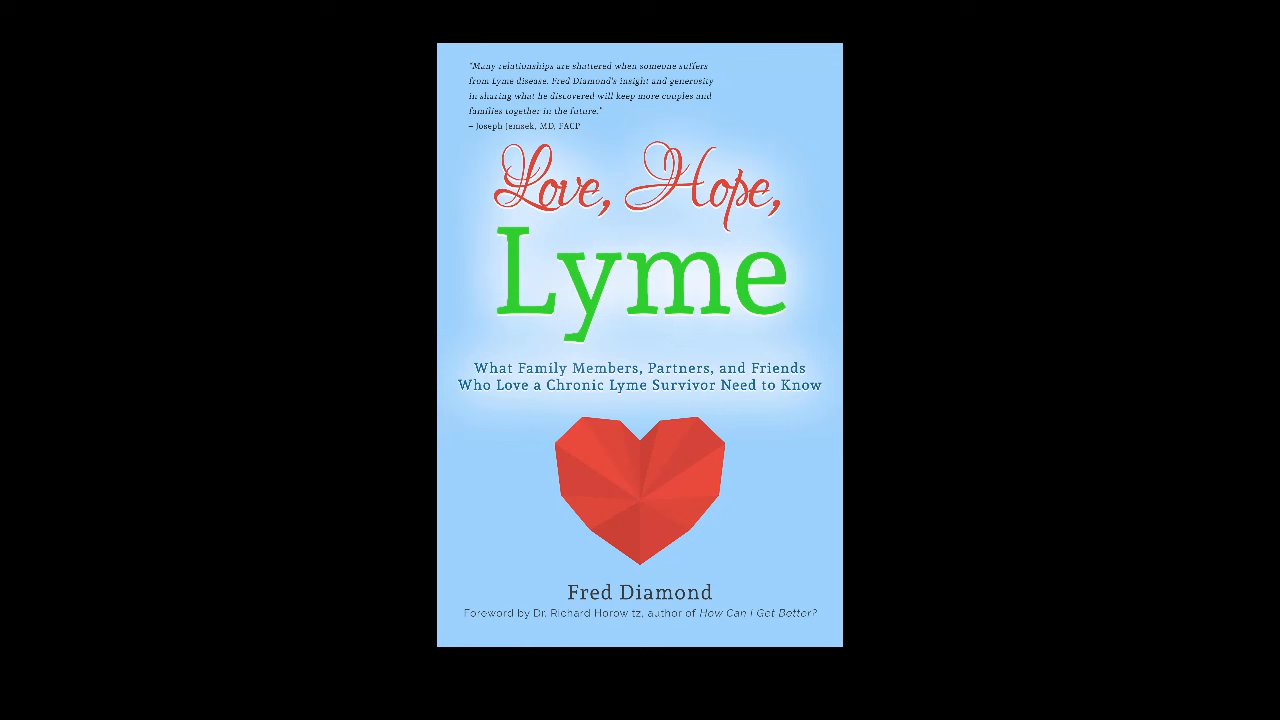 "Many relationships are shattered when someone suffers
from Lyme disease. Fred Diamond's insight and generosity
in sharing what he discovered will keep more couples and
families together in the future."
– Joseph Jemsek, MD, FACP
Love, Hope,
Lyme
What Family Members, Partners, and Friends
Who Love a Chronic Lyme Survivor Need to Know
Fred Diamond
Foreword by Dr. Richard Horowitz, author of How Can I Get Better?